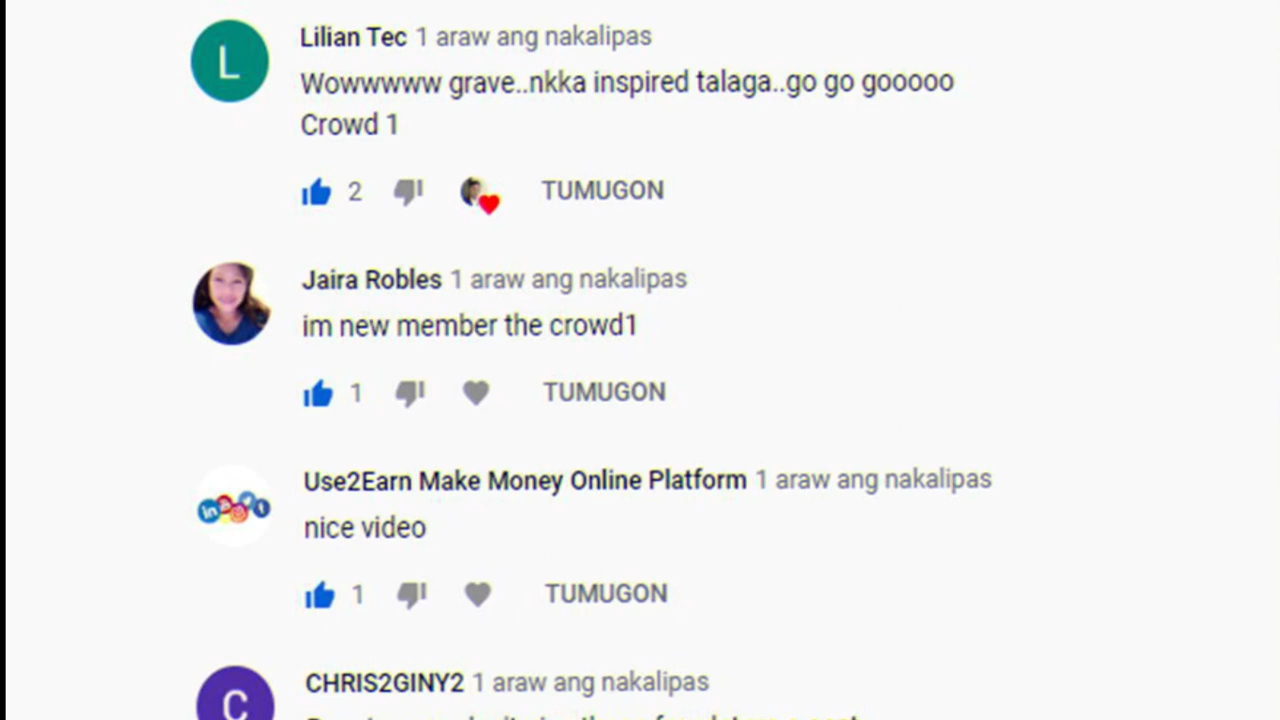 L
Lilian Tec 1 araw ang nakalipas
Wowwwww grave..nkka inspired talaga..go go gooooo
Crowd 1
2 TUMUGON
Jaira Robles 1 araw ang nakalipas
im new member the crowd1
1 TUMUGON
in
Use2Earn Make Money Online Platform 1 araw ang nakalipas
nice video
1 TUMUGON
C
CHRIS2GINY2 1 araw ang nakalipas